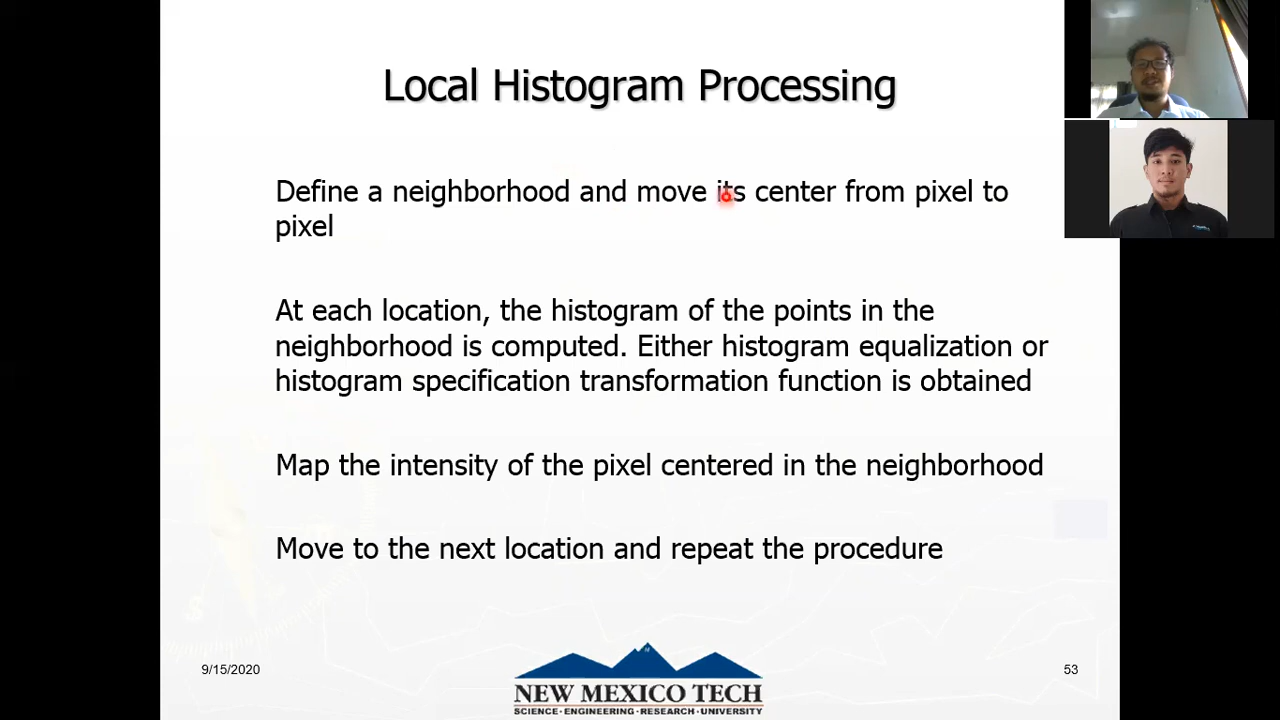 Local Histogram Processing
Define a neighborhood and move its center from pixel to
pixel
At each location, the histogram of the points in the
neighborhood is computed. Either histogram equalization or
histogram specification transformation function is obtained
Map the intensity of the pixel centered in the neighborhood
Move to the next location and repeat the procedure
9/15/2020
NEW MEXICO TECH
SCIENCE • ENGINEERING • RESEARCH • UNIVERSITY
53